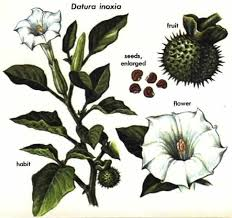 Datura inoxia
fruit
seeds,
enlarged
flower
habit